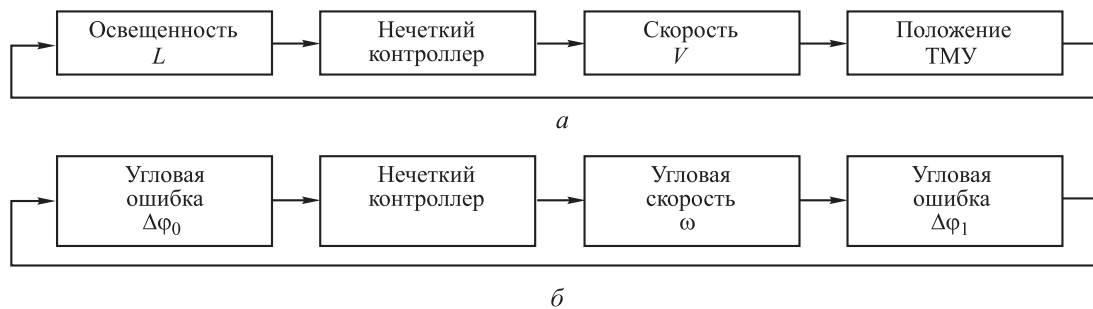 Освещенность
L
Нечеткий
контроллер
Скорость
V
Положение
ТМУ
а
Угловая
ошибка
Δφ₀
Нечеткий
контроллер
Угловая
скорость
ω
Угловая
ошибка
Δφ₁
б